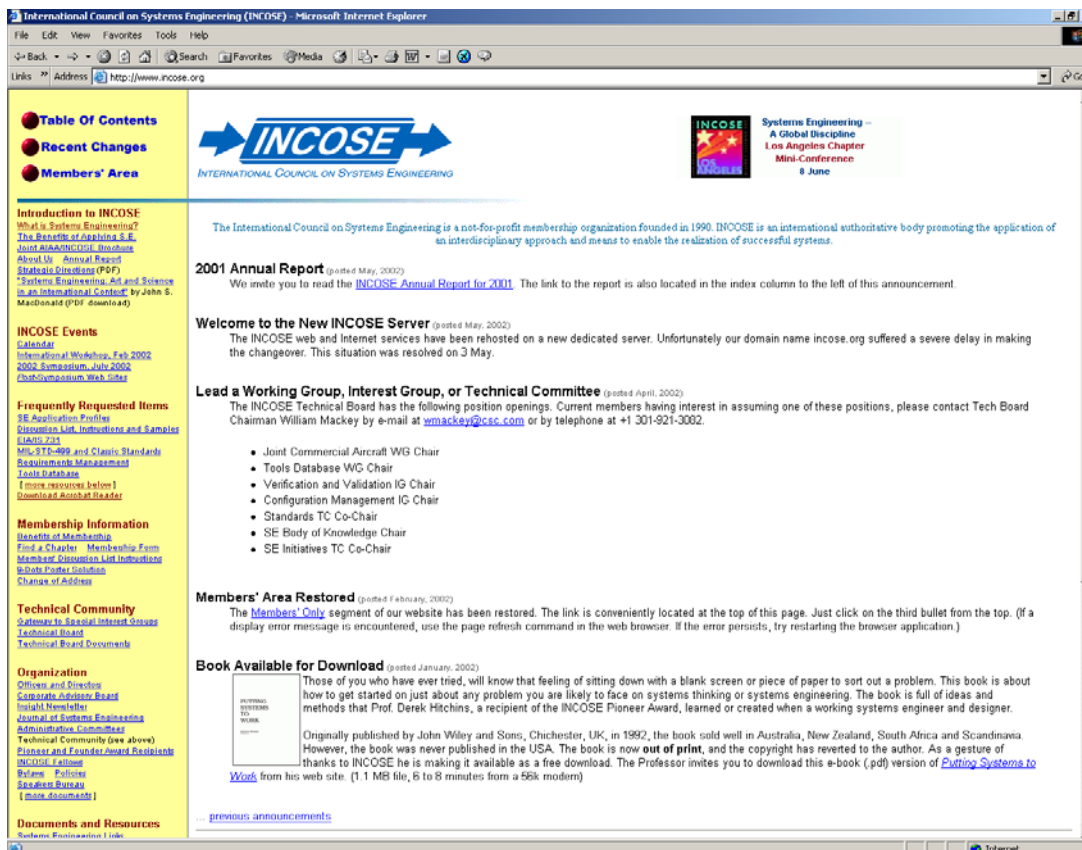 International Council on Systems Engineering (INCOSE) - Microsoft Internet Explorer
File Edit View Favorites Tools Help
Back Search Favorites Media
Links » Address http://www.incose.org
Table Of Contents
Recent Changes
Members' Area
INCOSE
INTERNATIONAL COUNCIL ON SYSTEMS ENGINEERING
INCOSE
LOS ANGELES
Systems Engineering –
A Global Discipline
Los Angeles Chapter
Mini-Conference
8 June
Introduction to INCOSE
What is Systems Engineering?
The Benefits of Applying S.E.
Joint AIAA/INCOSE Brochure
About Us Annual Report
Strategic Directions (PDF)
"Systems Engineering: Art and Science
in an International Context" by John S.
MacDonald (PDF download)
INCOSE Events
Calendar
International Workshop, Feb 2002
2002 Symposium, July 2002
Post-Symposium Web Sites
Frequently Requested Items
SE Application Profiles
Discussion List, Instructions and Samples
EIA/IS 731
MIL-STD-499 and Classic Standards
Requirements Management
Tools Database
[ more resources below ]
Download Acrobat Reader
Membership Information
Benefits of Membership
Find a Chapter Membership Form
Members' Discussion List Instructions
9-Dots Poster Solution
Change of Address
Technical Community
Gateway to Special Interest Groups
Technical Board
Technical Board Documents
Organization
Officers and Directors
Corporate Advisory Board
Insight Newsletter
Journal of Systems Engineering
Administrative Committees
Technical Community (see above)
Pioneer and Founder Award Recipients
INCOSE Fellows
Bylaws Policies
Speakers Bureau
[ more documents ]
Documents and Resources
Systems Engineering Links
The International Council on Systems Engineering is a not-for-profit membership organization founded in 1990. INCOSE is an international authoritative body promoting the application of
an interdisciplinary approach and means to enable the realization of successful systems.
2001 Annual Report (posted May, 2002)
We invite you to read the INCOSE Annual Report for 2001. The link to the report is also located in the index column to the left of this announcement.
Welcome to the New INCOSE Server (posted May, 2002)
The INCOSE web and Internet services have been rehosted on a new dedicated server. Unfortunately our domain name incose.org suffered a severe delay in making
the changeover. This situation was resolved on 3 May.
Lead a Working Group, Interest Group, or Technical Committee (posted April, 2002)
The INCOSE Technical Board has the following position openings. Current members having interest in assuming one of these positions, please contact Tech Board
Chairman William Mackey by e-mail at wmackey@csc.com or by telephone at +1 301-921-3082.
• Joint Commercial Aircraft WG Chair
• Tools Database WG Chair
• Verification and Validation IG Chair
• Configuration Management IG Chair
• Standards TC Co-Chair
• SE Body of Knowledge Chair
• SE Initiatives TC Co-Chair
Members' Area Restored (posted February, 2002)
The Members' Only segment of our website has been restored. The link is conveniently located at the top of this page. Just click on the third bullet from the top. (If a
display error message is encountered, use the page refresh command in the web browser. If the error persists, try restarting the browser application.)
Book Available for Download (posted January, 2002)
PUTTING
SYSTEMS
TO
WORK
Those of you who have ever tried, will know that feeling of sitting down with a blank screen or piece of paper to sort out a problem. This book is about
how to get started on just about any problem you are likely to face on systems thinking or systems engineering. The book is full of ideas and
methods that Prof. Derek Hitchins, a recipient of the INCOSE Pioneer Award, learned or created when a working systems engineer and designer.
Originally published by John Wiley and Sons, Chichester, UK, in 1992, the book sold well in Australia, New Zealand, South Africa and Scandinavia.
However, the book was never published in the USA. The book is now out of print, and the copyright has reverted to the author. As a gesture of
thanks to INCOSE he is making it available as a free download. The Professor invites you to download this e-book (.pdf) version of Putting Systems to
Work from his web site. (1.1 MB file, 6 to 8 minutes from a 56k modem)
... previous announcements
Internet